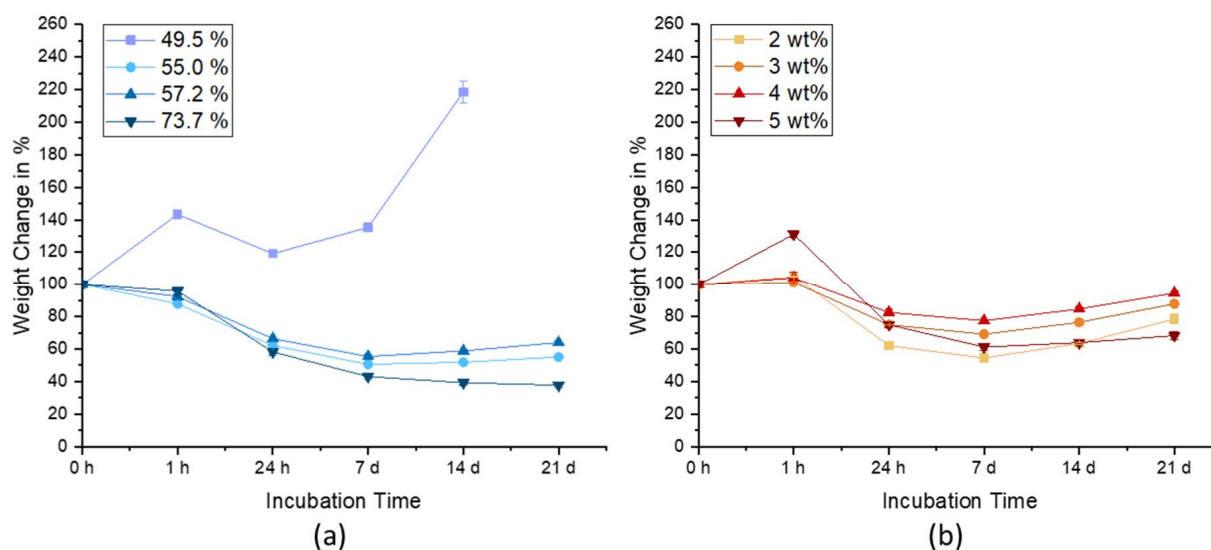 260
240
220
200
180
160
140
120
100
80
60
40
20
0
Weight Change in %
49.5 %
55.0 %
57.2 %
73.7 %
0 h 1 h 24 h 7 d 14 d 21 d
Incubation Time
(a)
260
240
220
200
180
160
140
120
100
80
60
40
20
0
Weight Change in %
2 wt%
3 wt%
4 wt%
5 wt%
0 h 1 h 24 h 7 d 14 d 21 d
Incubation Time
(b)